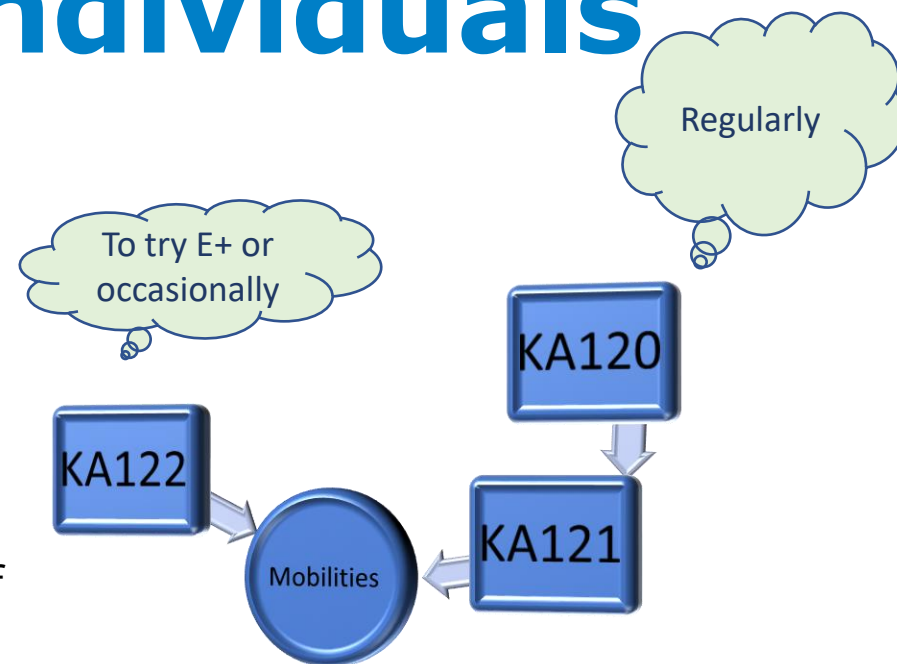 ndividuals
Regularly
To try E+ or
occasionally
KA120
KA122
KA121
Mobilities
f